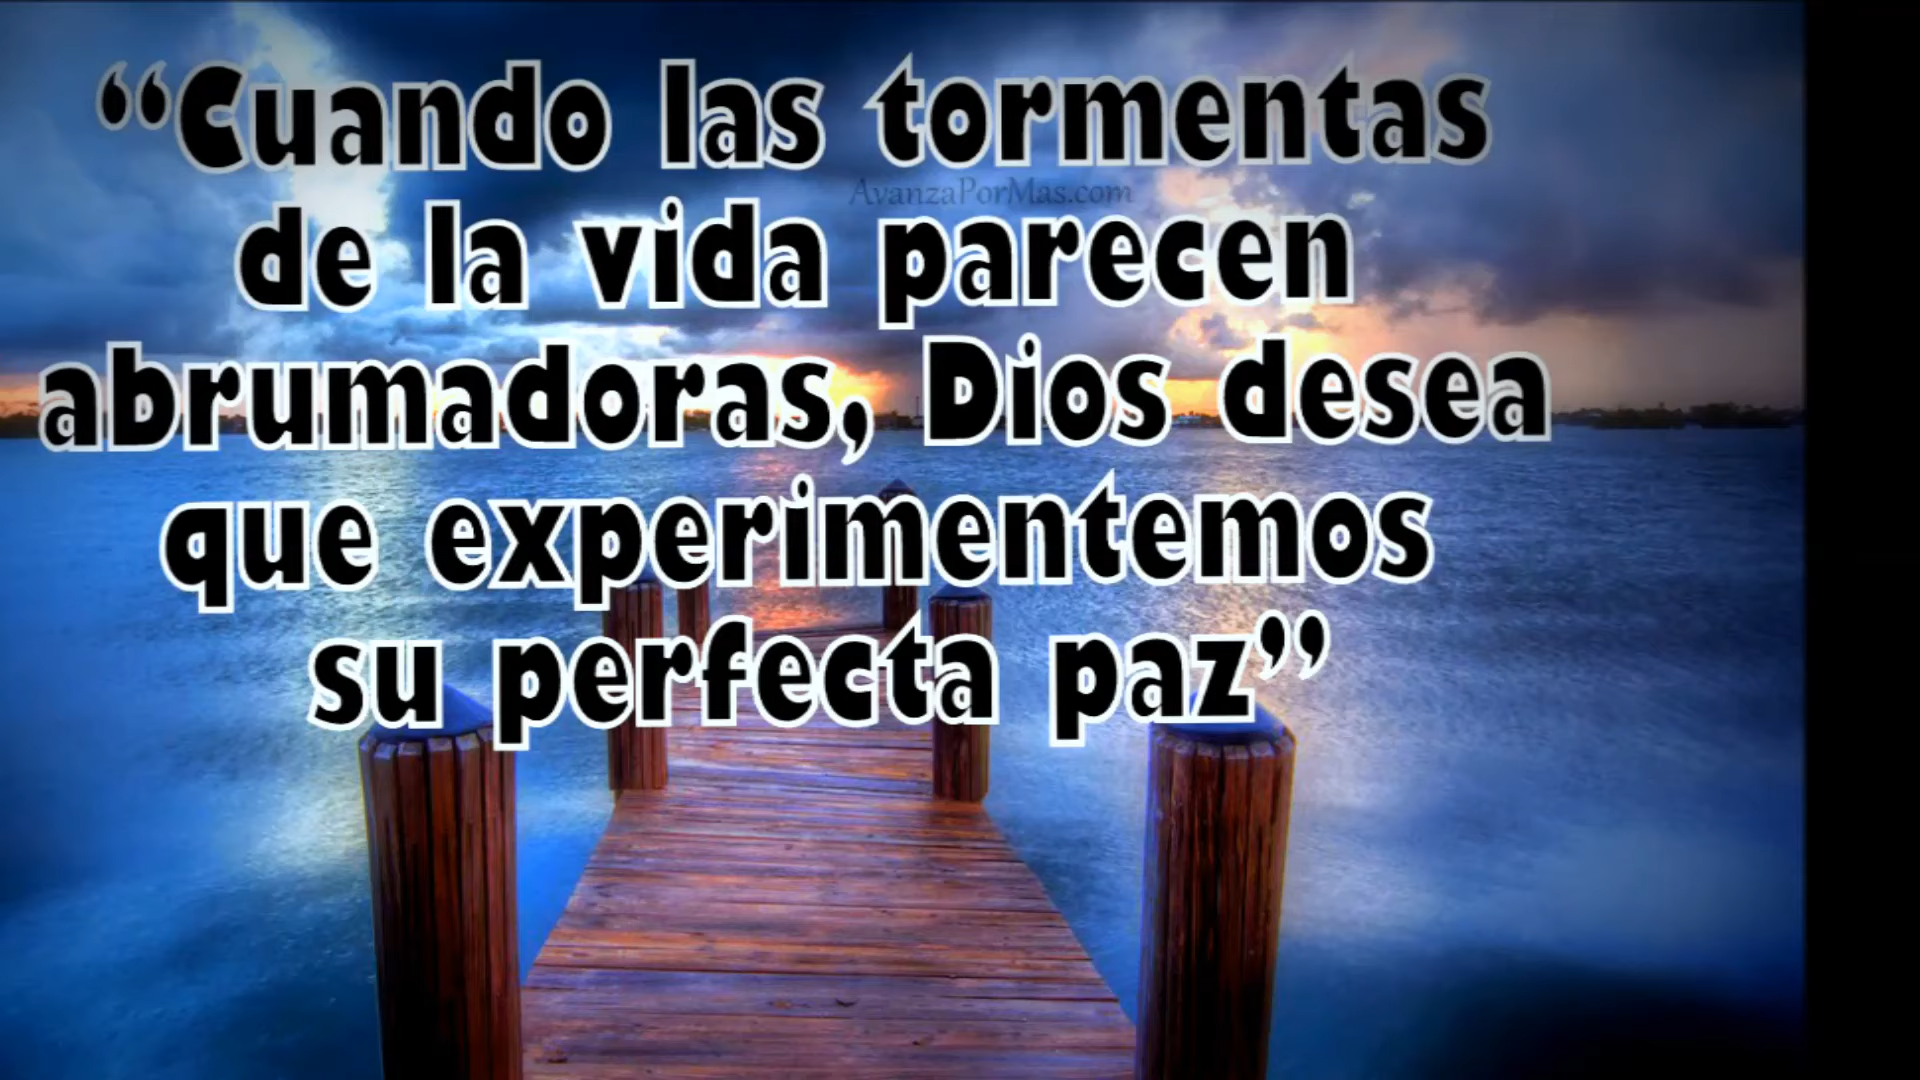 “Cuando las tormentas
AvanzaPorMas.com
de la vida parecen
abrumadoras, Dios desea
que experimentemos
su perfecta paz”